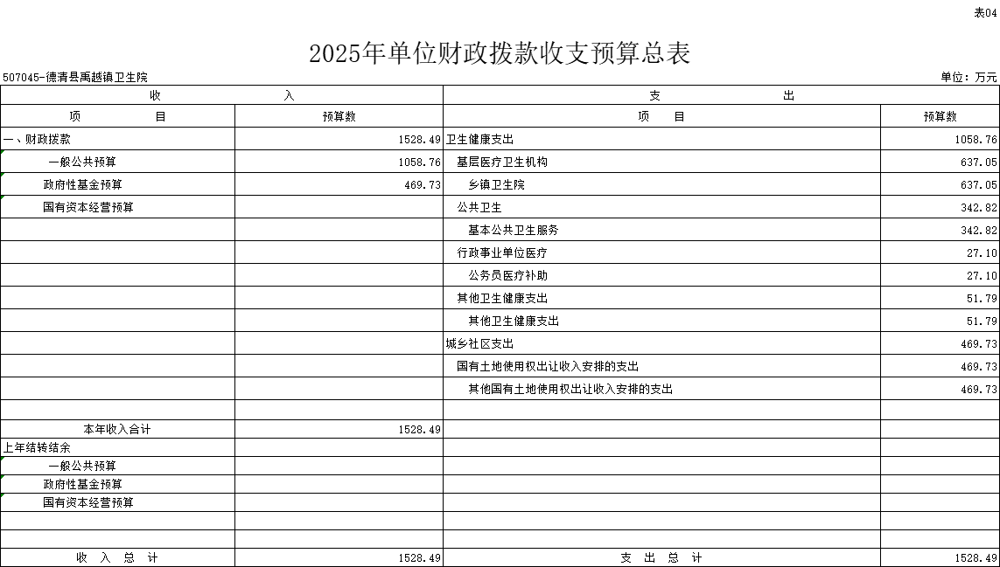 表04
2025年单位财政拨款收支预算总表
507045-德清县禹越镇卫生院 单位：万元
收 入 支 出
项 目 预算数 项 目 预算数
一、财政拨款 1528.49 卫生健康支出 1058.76
一般公共预算 1058.76 基层医疗卫生机构 637.05
政府性基金预算 469.73 乡镇卫生院 637.05
国有资本经营预算 公共卫生 342.82
基本公共卫生服务 342.82
行政事业单位医疗 27.10
公务员医疗补助 27.10
其他卫生健康支出 51.79
其他卫生健康支出 51.79
城乡社区支出 469.73
国有土地使用权出让收入安排的支出 469.73
其他国有土地使用权出让收入安排的支出 469.73
本年收入合计 1528.49
上年结转结余
一般公共预算
政府性基金预算
国有资本经营预算
收 入 总 计 1528.49 支 出 总 计 1528.49